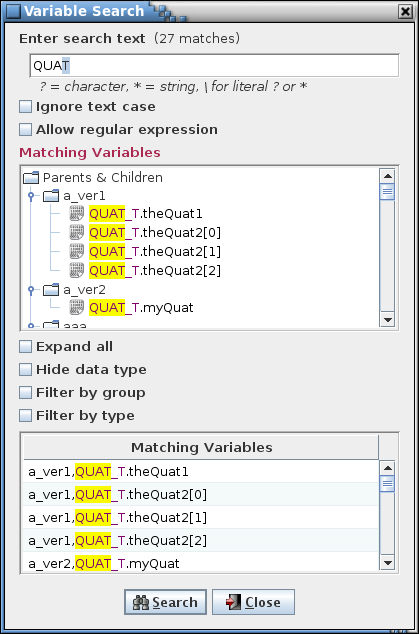 Variable Search
Enter search text (27 matches)
QUAT
? = character, * = string, \ for literal ? or *
Ignore text case
Allow regular expression
Matching Variables
Parents & Children
a_ver1
QUAT_T.theQuat1
QUAT_T.theQuat2[0]
QUAT_T.theQuat2[1]
QUAT_T.theQuat2[2]
a_ver2
QUAT_T.myQuat
aaa
Expand all
Hide data type
Filter by group
Filter by type
Matching Variables
a_ver1,QUAT_T.theQuat1
a_ver1,QUAT_T.theQuat2[0]
a_ver1,QUAT_T.theQuat2[1]
a_ver1,QUAT_T.theQuat2[2]
a_ver2,QUAT_T.myQuat
Search Close